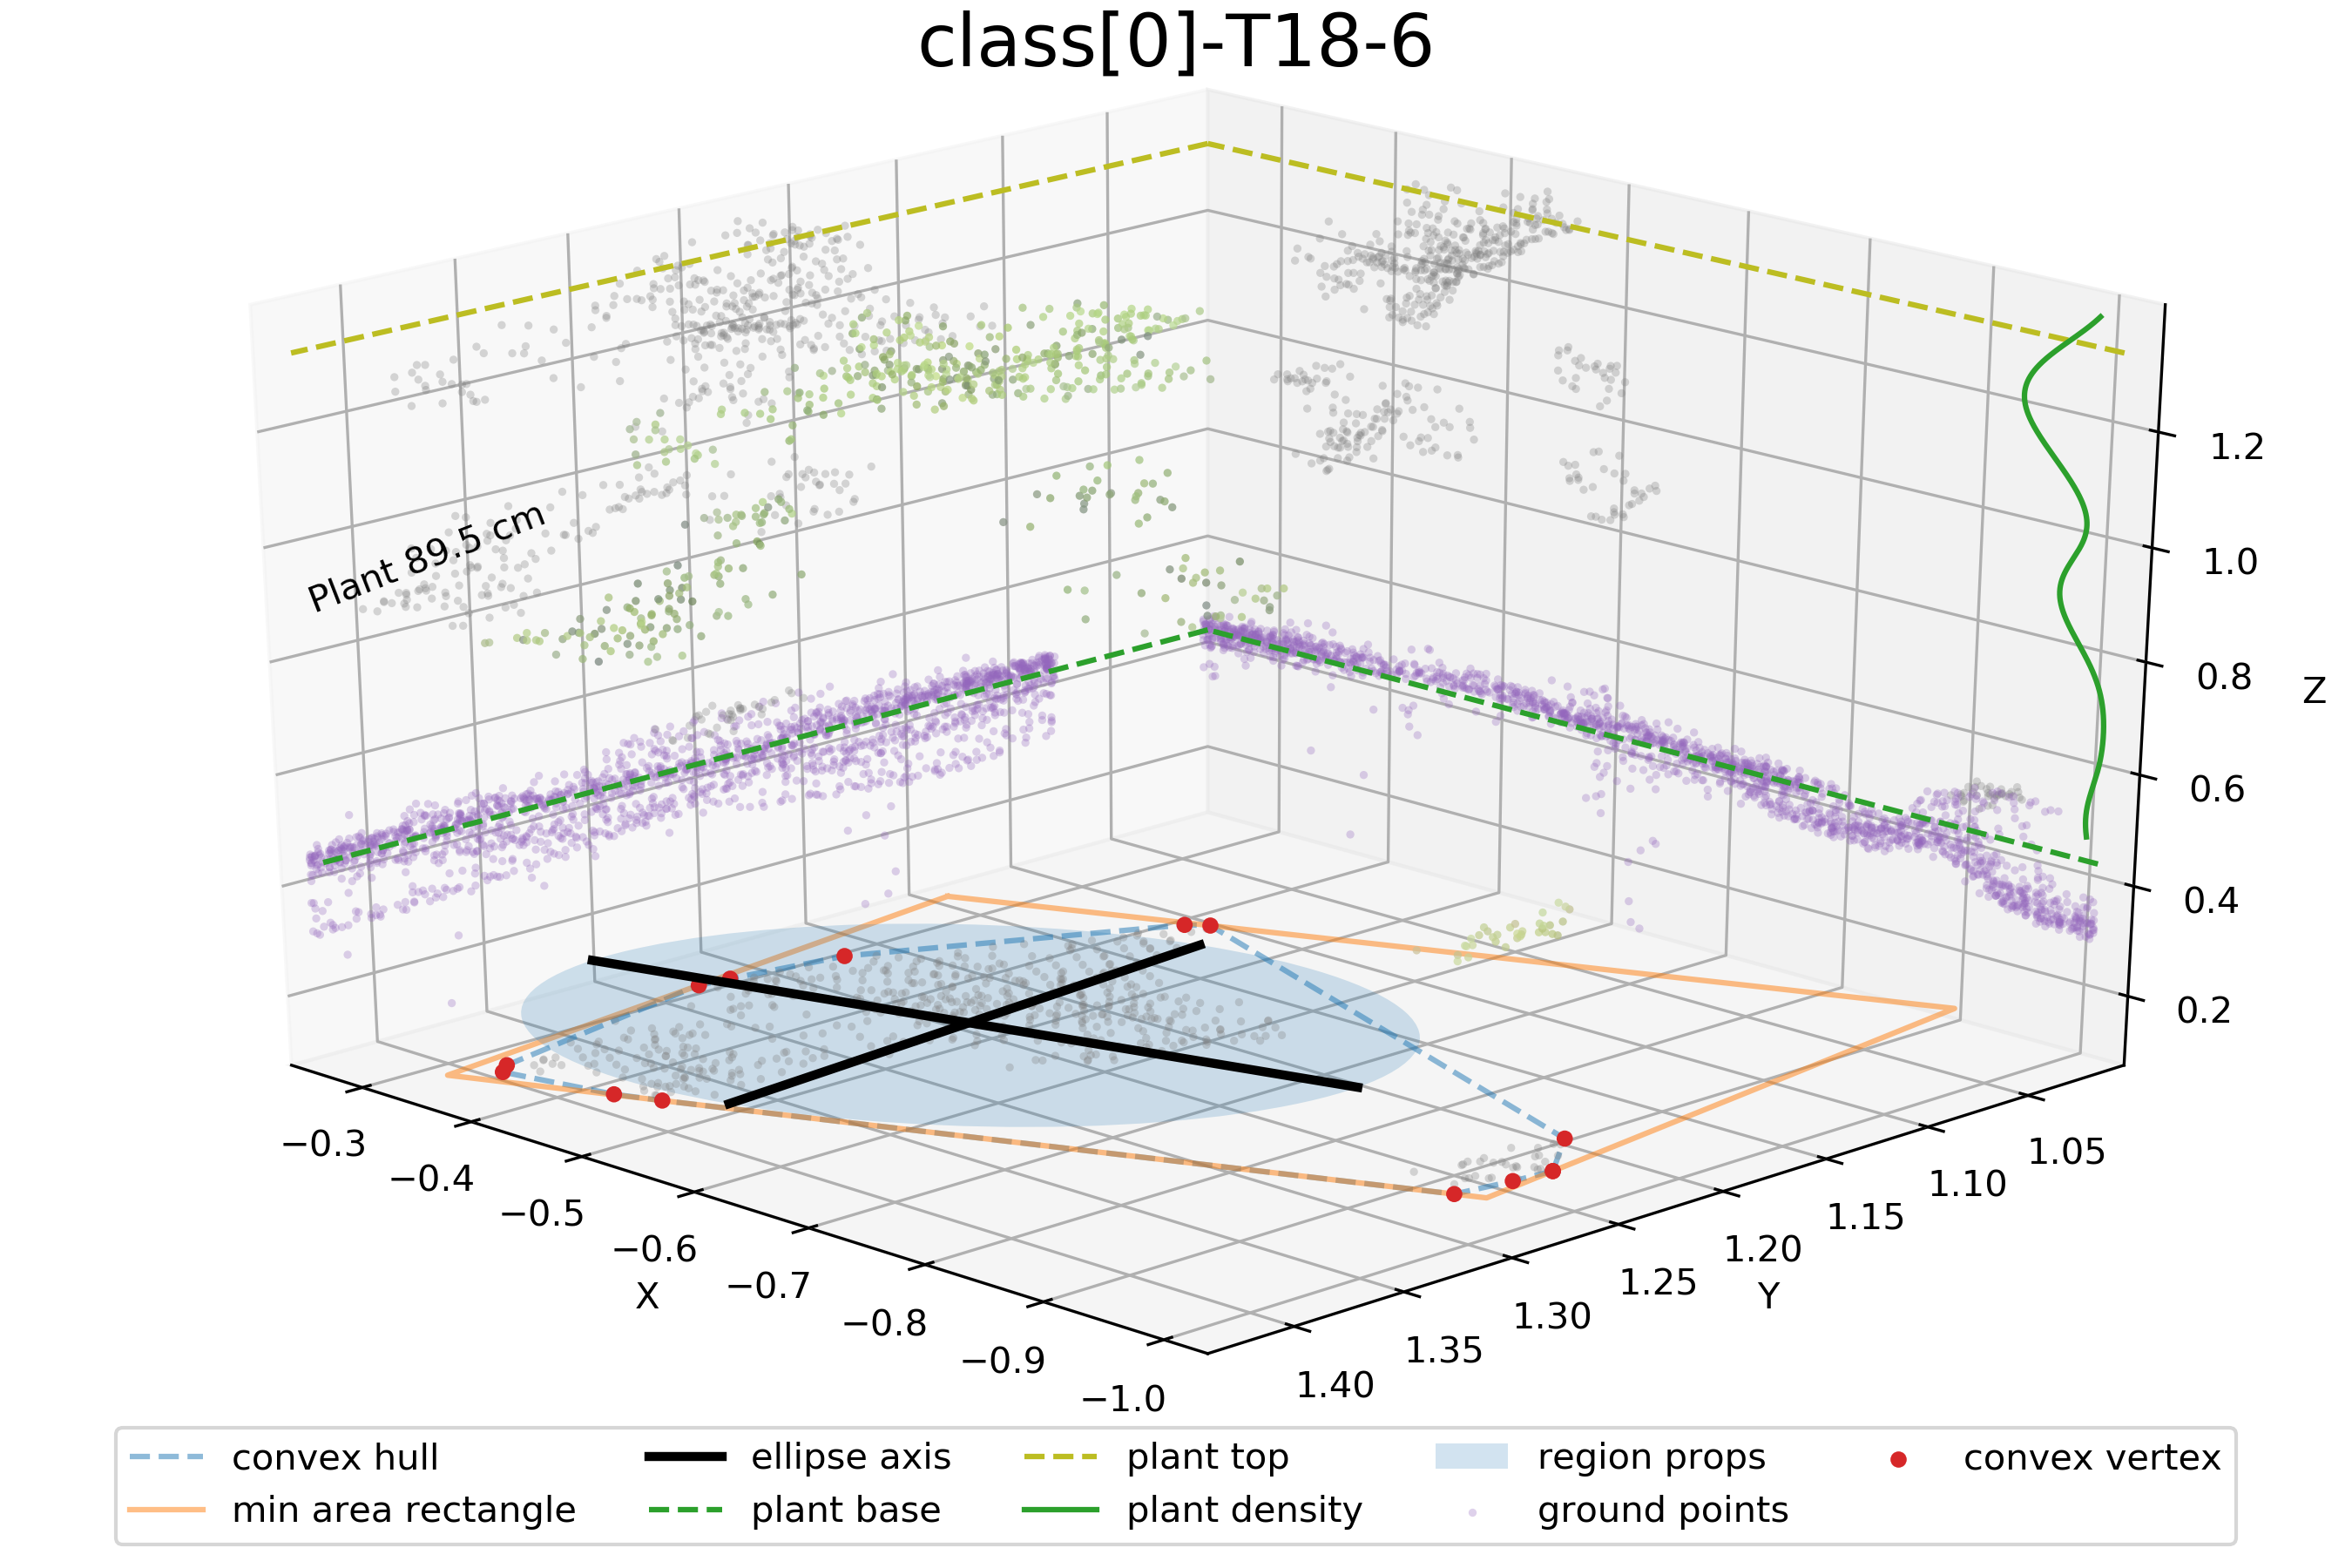 class[0]-T18-6
Plant 89.5 cm
1.2
1.0
0.8
0.6
0.4
0.2
Z
−0.3
−0.4
−0.5
−0.6
−0.7
−0.8
−0.9
−1.0
X
1.05
1.10
1.15
1.20
1.25
1.30
1.35
1.40
Y
convex hull
min area rectangle
ellipse axis
plant base
plant top
plant density
region props
ground points
convex vertex